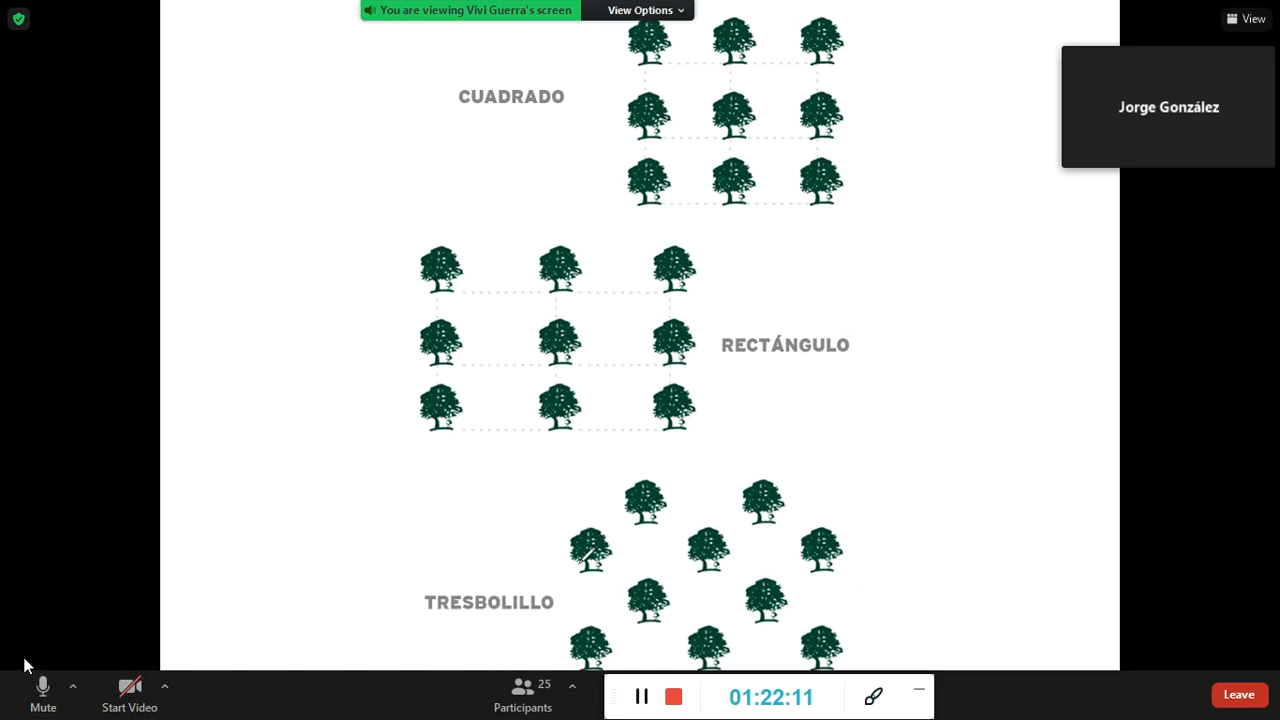 You are viewing Vivi Guerra's screen
View Options
View
CUADRADO
Jorge González
RECTÁNGULO
TRESBOLILLO
Mute
Start Video
25
Participants
01:22:11
Leave